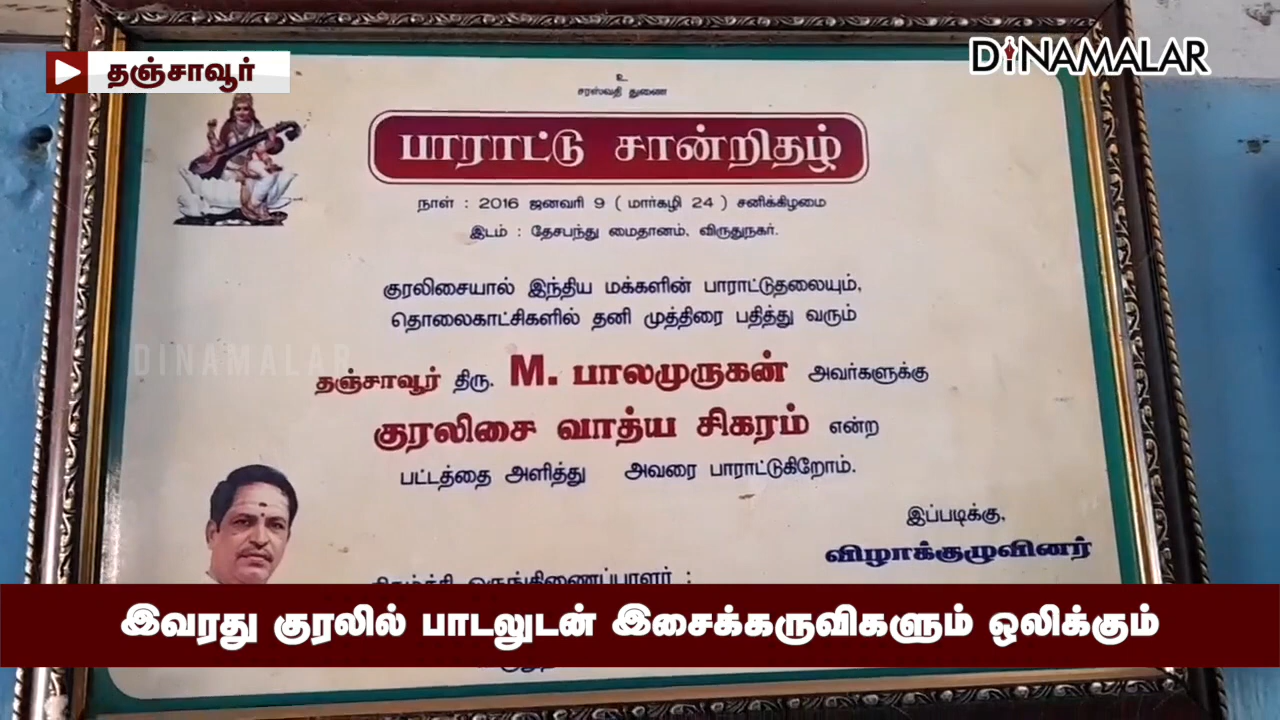 தஞ்சாவூர்
DINAMALAR
உ
சரஸ்வதி துணை
பாராட்டு சான்றிதழ்
நாள் : 2016 ஜனவரி 9 ( மார்கழி 24 ) சனிக்கிழமை
இடம் : தேசபந்து மைதானம், விருதுநகர்.
குரலிசையால் இந்திய மக்களின் பாராட்டுதலையும்,
தொலைகாட்சிகளில் தனி முத்திரை பதித்து வரும்
DINAMALAR
தஞ்சாவூர் திரு. M. பாலமுருகன் அவர்களுக்கு
குரலிசை வாத்ய சிகரம் என்ற
பட்டத்தை அளித்து அவரை பாராட்டுகிறோம்.
இப்படிக்கு,
விழாக்குழுவினர்
இவரது குரலில் பாடலுடன் இசைக்கருவிகளும் ஒலிக்கும்